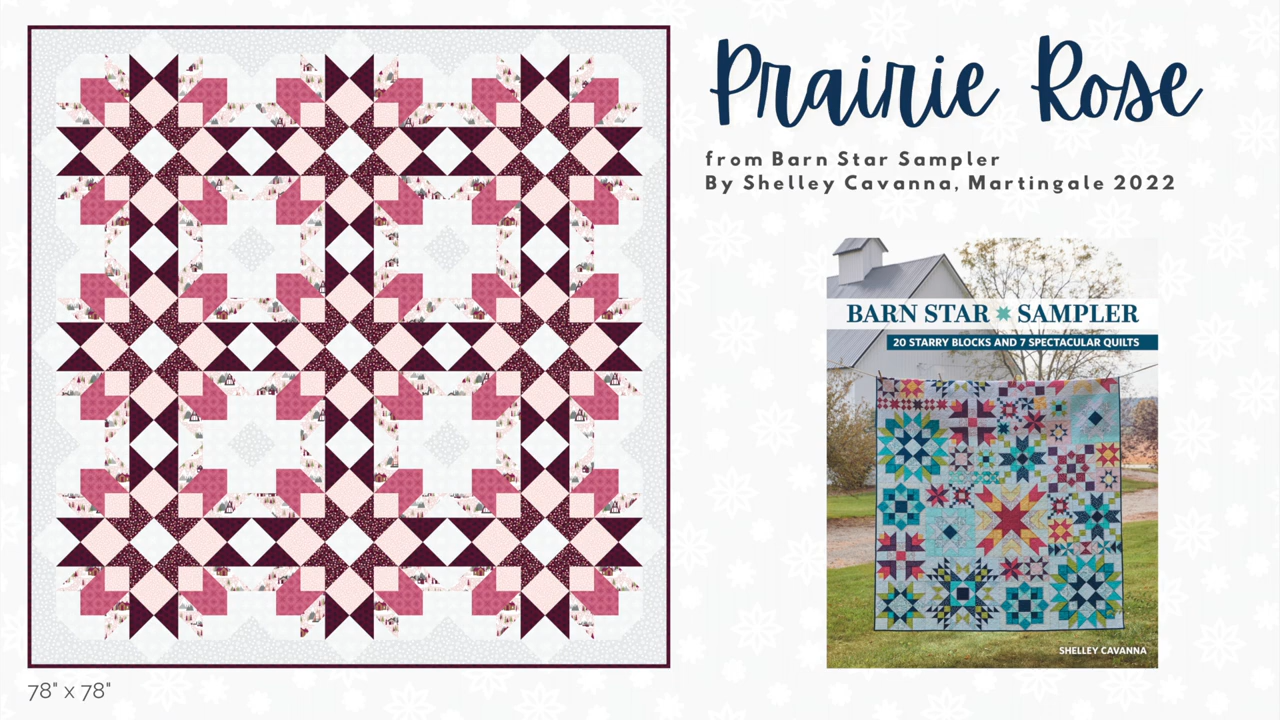 Prairie Rose
from Barn Star Sampler
By Shelley Cavanna, Martingale 2022
BARN STAR SAMPLER
20 STARRY BLOCKS AND 7 SPECTACULAR QUILTS
SHELLEY CAVANNA
78" x 78"